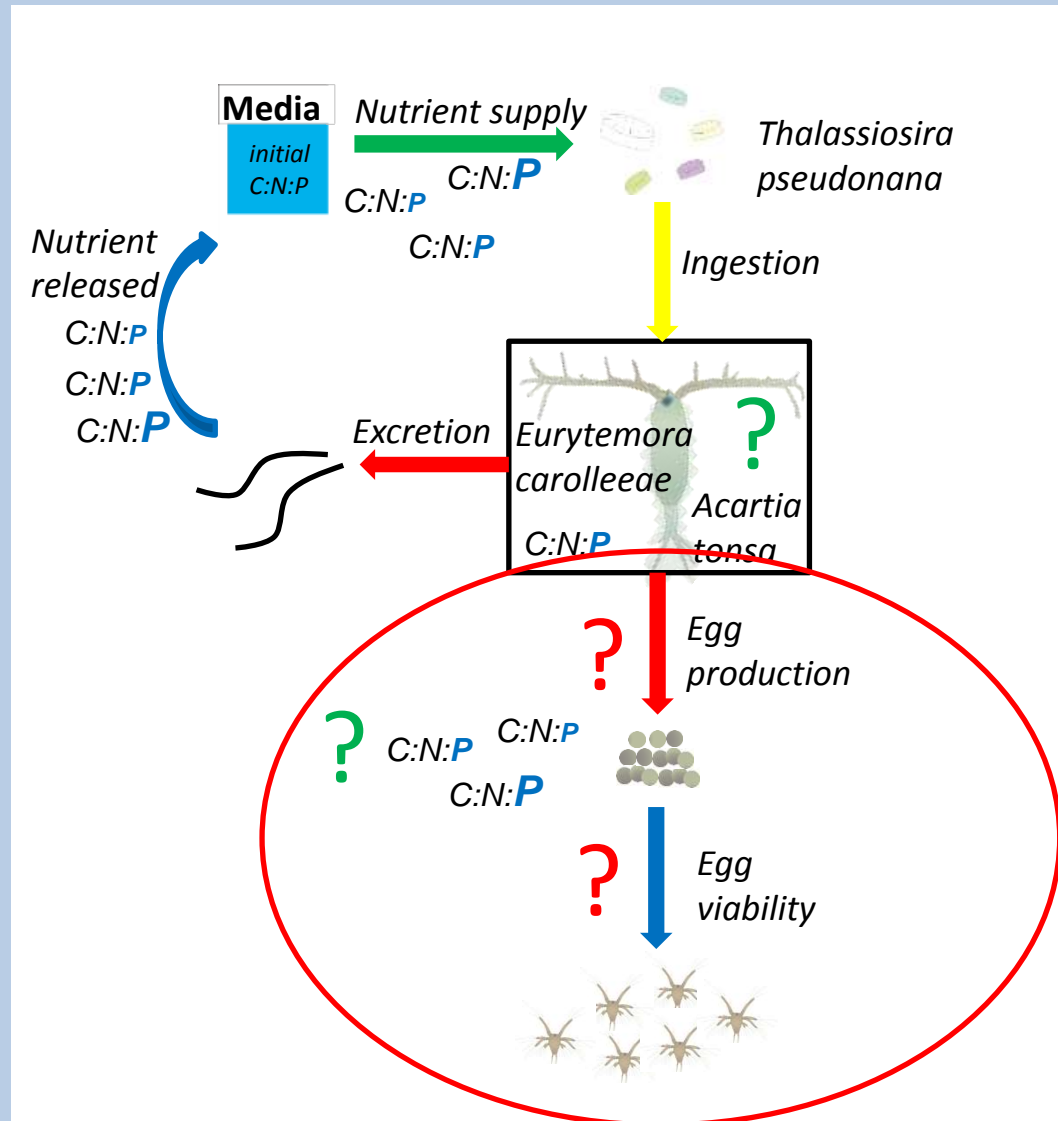 Media
initial
C:N:P
Nutrient supply
C:N:P
C:N:P
C:N:P
Thalassiosira
pseudonana
Nutrient
released
C:N:P
C:N:P
C:N:P
Ingestion
Excretion
Eurytemora
carolleeae
C:N:P
?
Acartia
tonsa
?
Egg
production
?
C:N:P
C:N:P
C:N:P
?
Egg
viability